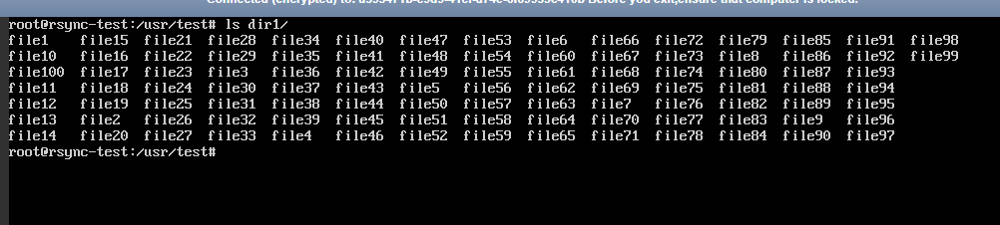 Connected (encrypted) to: Before you exit,ensure that computer is locked.
root@rsync-test:/usr/test# ls dir1/
file1 file15 file21 file28 file34 file40 file47 file53 file6 file66 file72 file79 file85 file91 file98
file10 file16 file22 file29 file35 file41 file48 file54 file60 file67 file73 file8 file86 file92 file99
file100 file17 file23 file3 file36 file42 file49 file55 file61 file68 file74 file80 file87 file93
file11 file18 file24 file30 file37 file43 file5 file56 file62 file69 file75 file81 file88 file94
file12 file19 file25 file31 file38 file44 file50 file57 file63 file7 file76 file82 file89 file95
file13 file2 file26 file32 file39 file45 file51 file58 file64 file70 file77 file83 file9 file96
file14 file20 file27 file33 file4 file46 file52 file59 file65 file71 file78 file84 file90 file97
root@rsync-test:/usr/test#